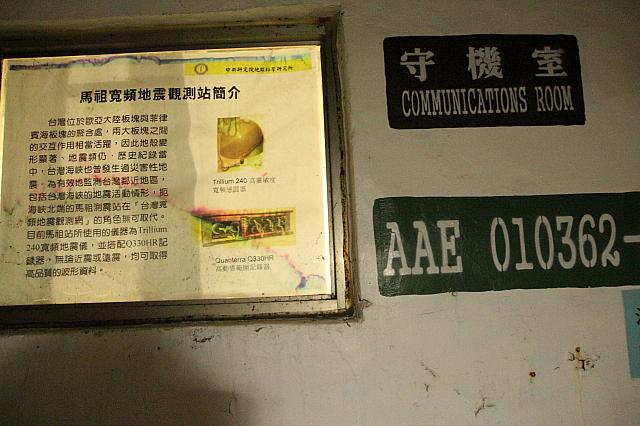 中央研究院地球科學研究所
馬祖寬頻地震觀測站簡介
台灣位於歐亞大陸板塊與菲律
賓海板塊的聚合處，兩大板塊之間
的交互作用相當活躍，因此地殼變
形顯著、地震頻仍。歷史紀錄當
中，台灣海峽也曾發生過災害性地
震。為有效地監測台灣鄰近地區，
包括台灣海峽的地震活動情形，扼
海峽北端的馬祖測震站在「台灣寬
頻地震觀測網」的角色無可取代。
目前馬祖站所使用的儀器為Trillium
240寬頻地震儀，並搭配Q330HR記
錄器，無論近震或遠震，均可取得
高品質的波形資料。
Trillium 240 高靈敏度
寬頻感震器
Quanterra Q330HR
高動態範圍記錄器
守機室
COMMUNICATIONS ROOM
AAE 010362-